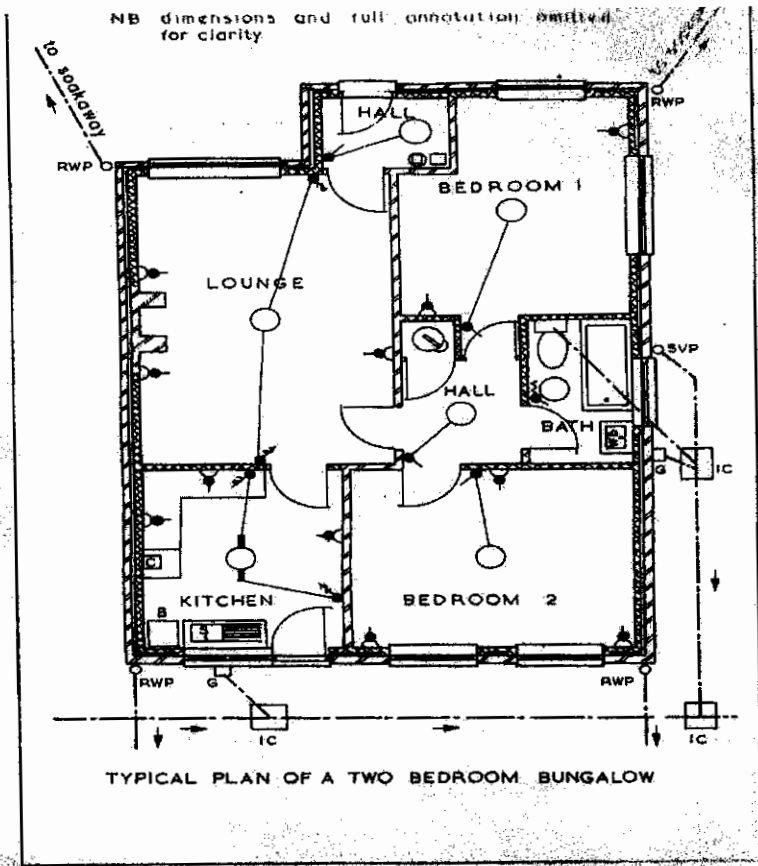 NB dimensions and full annotation omitted
for clarity
to soakaway
RWP
RWP
HALL
BEDROOM 1
LOUNGE
SVP
HALL
BATH
G
IC
C
KITCHEN
BEDROOM 2
B
RWP
G
RWP
IC
IC
TYPICAL PLAN OF A TWO BEDROOM BUNGALOW